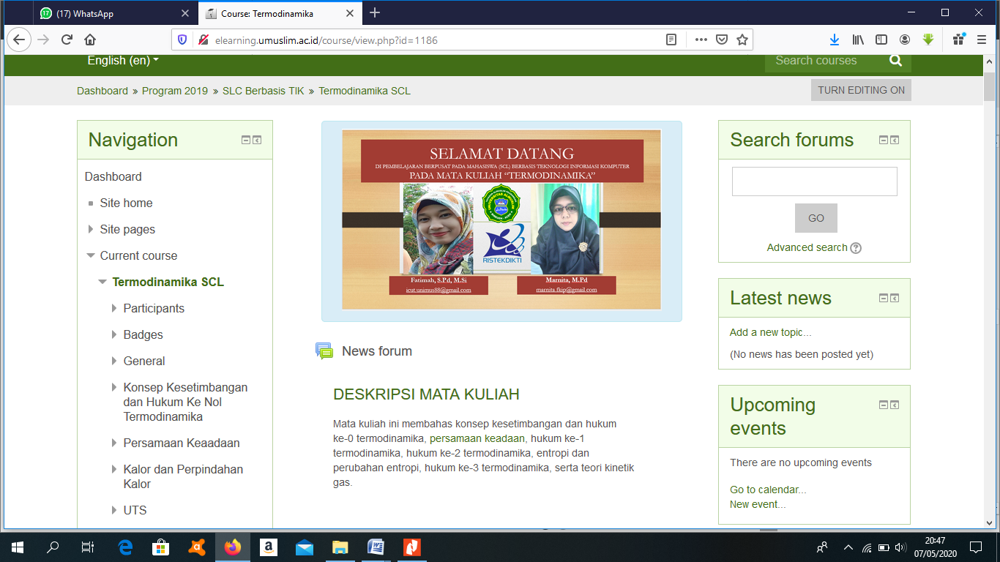 (17) WhatsApp
Course: Termodinamika
elearning.umuslim.ac.id/course/view.php?id=1186
English (en)
Search courses
Dashboard » Program 2019 » SLC Berbasis TIK » Termodinamika SCL
TURN EDITING ON
Navigation
Dashboard
Site home
Site pages
Current course
Termodinamika SCL
Participants
Badges
General
Konsep Kesetimbangan
dan Hukum Ke Nol
Termodinamika
Persamaan Keaadaan
Kalor dan Perpindahan
Kalor
UTS
SELAMAT DATANG
DI PEMBELAJARAN BERPUSAT PADA MAHASISWA (SCL) BERBASIS TEKNOLOGI INFORMASI KOMPUTER
PADA MATA KULIAH “TERMODINAMIKA”
RISTEKDIKTI
Fatimah, S.Pd, M.Si
icut.unimus88@gmail.com
Marnita, M.Pd
marnita.fkip@gmail.com
News forum
DESKRIPSI MATA KULIAH
Mata kuliah ini membahas konsep kesetimbangan dan hukum
ke-0 termodinamika, persamaan keadaan, hukum ke-1
termodinamika, hukum ke-2 termodinamika, entropi dan
perubahan entropi, hukum ke-3 termodinamika, serta teori kinetik
gas.
Search forums
GO
Advanced search
Latest news
Add a new topic...
(No news has been posted yet)
Upcoming
events
There are no upcoming events
Go to calendar...
New event...
20:47
07/05/2020